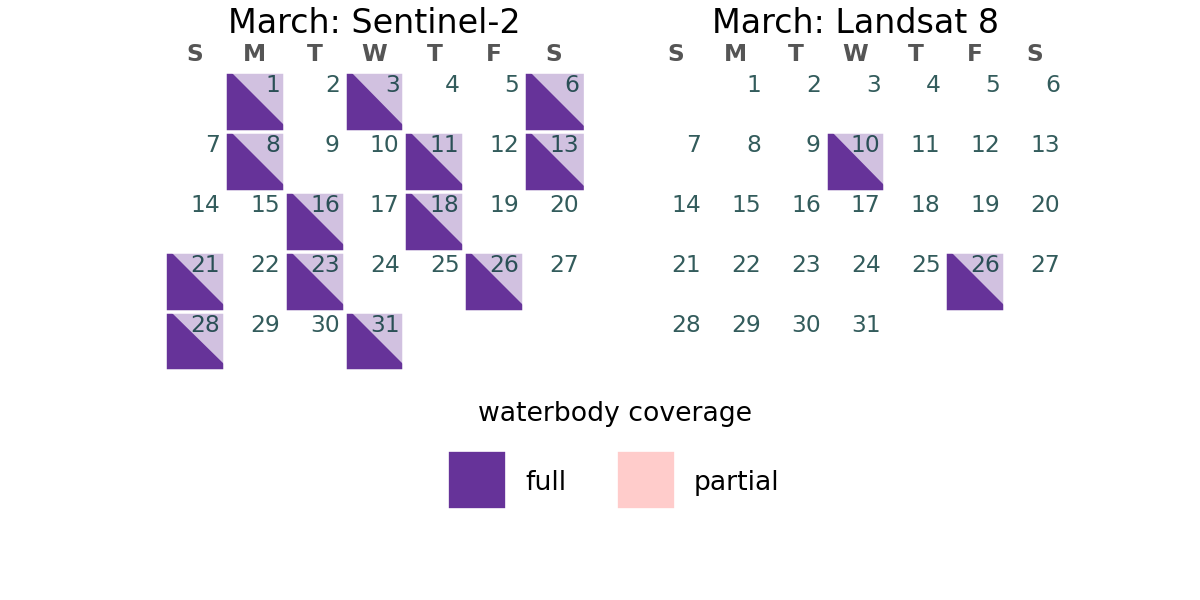 March: Sentinel-2
S M T W T F S
1 2 3 4 5 6
7 8 9 10 11 12 13
14 15 16 17 18 19 20
21 22 23 24 25 26 27
28 29 30 31
March: Landsat 8
S M T W T F S
1 2 3 4 5 6
7 8 9 10 11 12 13
14 15 16 17 18 19 20
21 22 23 24 25 26 27
28 29 30 31
waterbody coverage
full partial